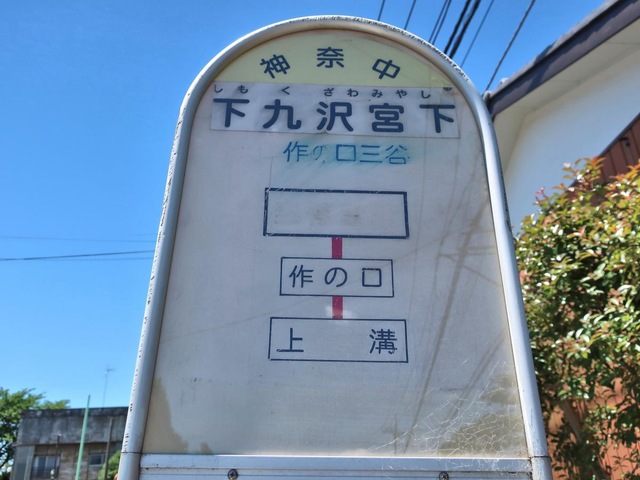 神奈中
しもくざわみやした
下九沢宮下
作の口三谷
作の口
上溝